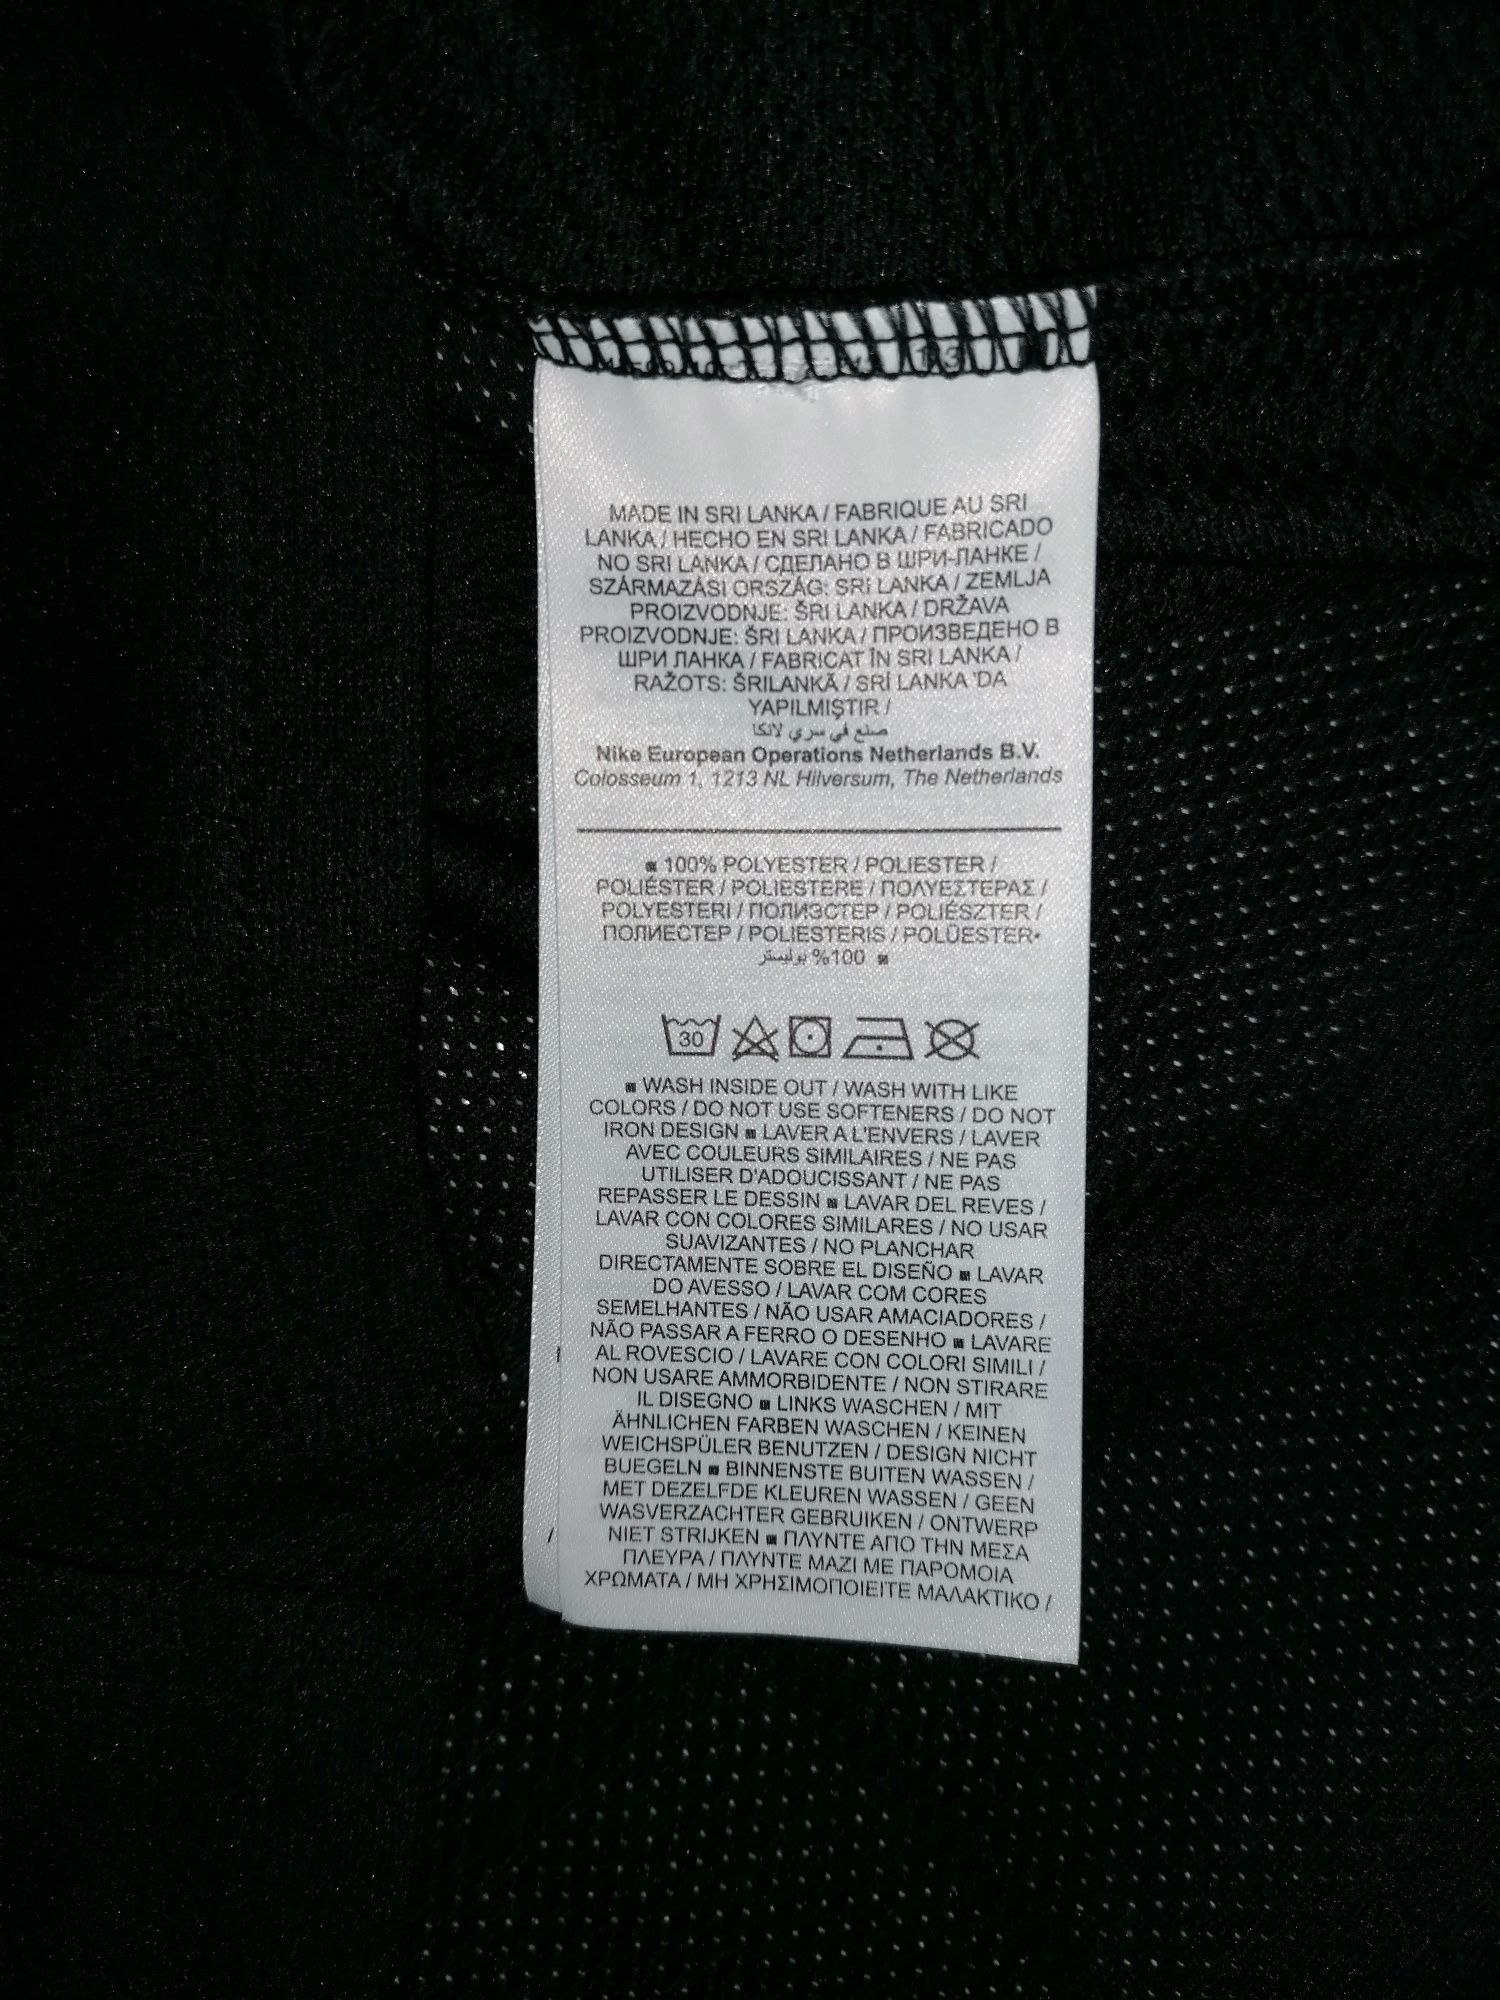 MADE IN SRI LANKA / FABRIQUE AU SRI
LANKA / HECHO EN SRI LANKA / FABRICADO
NO SRI LANKA / СДЕЛАНО В ШРИ-ЛАНКЕ /
SZÁRMAZÁSI ORSZÁG: SRI LANKA / ZEMLJA
PROIZVODNJE: ŠRI LANKA / DRŽAVA
PROIZVODNJE: ŠRI LANKA / ПРОИЗВЕДЕНО В
ШРИ ЛАНКА / FABRICAT ÎN SRI LANKA /
RAŽOTS: ŠRILANKĀ / SRİ LANKA 'DA
YAPILMIŞTIR /
صنع في سري لانكا
Nike European Operations Netherlands B.V.
Colosseum 1, 1213 NL Hilversum, The Netherlands
■ 100% POLYESTER / POLIESTER /
POLIÉSTER / POLIESTERE / ΠΟΛΥΕΣΤΕΡΑΣ /
POLYESTERI / ПОЛИЭСТЕР / POLIÉSZTER /
ПОЛИЕСТЕР / POLIESTERIS / POLÜESTER•
100% بوليستر ■
30
■ WASH INSIDE OUT / WASH WITH LIKE
COLORS / DO NOT USE SOFTENERS / DO NOT
IRON DESIGN ■ LAVER A L'ENVERS / LAVER
AVEC COULEURS SIMILAIRES / NE PAS
UTILISER D'ADOUCISSANT / NE PAS
REPASSER LE DESSIN ■ LAVAR DEL REVES /
LAVAR CON COLORES SIMILARES / NO USAR
SUAVIZANTES / NO PLANCHAR
DIRECTAMENTE SOBRE EL DISEÑO ■ LAVAR
DO AVESSO / LAVAR COM CORES
SEMELHANTES / NÃO USAR AMACIADORES /
NÃO PASSAR A FERRO O DESENHO ■ LAVARE
AL ROVESCIO / LAVARE CON COLORI SIMILI /
NON USARE AMMORBIDENTE / NON STIRARE
IL DISEGNO ■ LINKS WASCHEN / MIT
ÄHNLICHEN FARBEN WASCHEN / KEINEN
WEICHSPÜLER BENUTZEN / DESIGN NICHT
BUEGELN ■ BINNENSTE BUITEN WASSEN /
MET DEZELFDE KLEUREN WASSEN / GEEN
WASVERZACHTER GEBRUIKEN / ONTWERP
NIET STRIJKEN ■ ΠΛΥΝΤΕ ΑΠΟ ΤΗΝ ΜΕΣΑ
ΠΛΕΥΡΑ / ΠΛΥΝΤΕ ΜΑΖΙ ΜΕ ΠΑΡΟΜΟΙΑ
ΧΡΩΜΑΤΑ / ΜΗ ΧΡΗΣΙΜΟΠΟΙΕΙΤΕ ΜΑΛΑΚΤΙΚΟ /